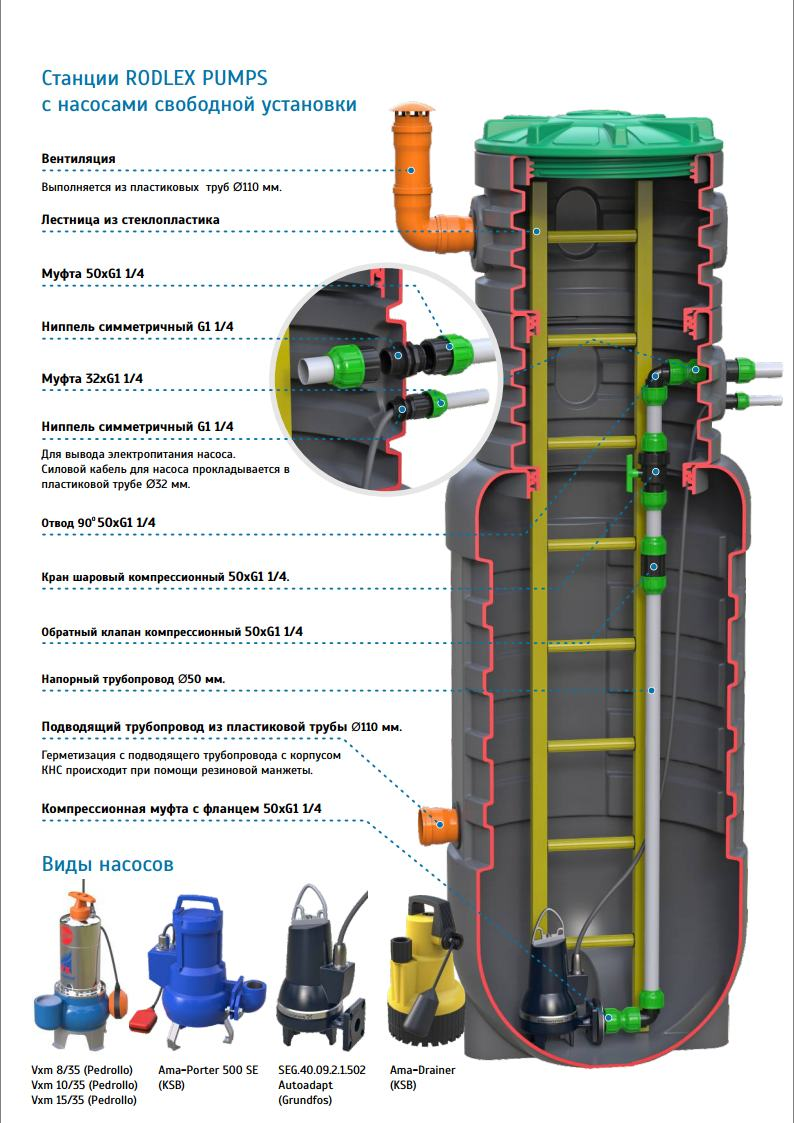 Станции RODLEX PUMPS
с насосами свободной установки
Вентиляция
Выполняется из пластиковых труб Ø110 мм.
Лестница из стеклопластика
Муфта 50xG1 1/4
Ниппель симметричный G1 1/4
Муфта 32xG1 1/4
Ниппель симметричный G1 1/4
Для вывода электропитания насоса.
Силовой кабель для насоса прокладывается в
пластиковой трубе Ø32 мм.
Отвод 90⁰50xG1 1/4
Кран шаровый компрессионный 50xG1 1/4.
Обратный клапан компрессионный 50xG1 1/4
Напорный трубопровод Ø50 мм.
Подводящий трубопровод из пластиковой трубы Ø110 мм.
Герметизация с подводящего трубопровода с корпусом
КНС происходит при помощи резиновой манжеты.
Компрессионная муфта с фланцем 50xG1 1/4
Виды насосов
Vxm 8/35 (Pedrollo)
Vxm 10/35 (Pedrollo)
Vxm 15/35 (Pedrollo)
Ama-Porter 500 SE
(KSB)
SEG.40.09.2.1.502
Autoadapt
(Grundfos)
Ama-Drainer
(KSB)